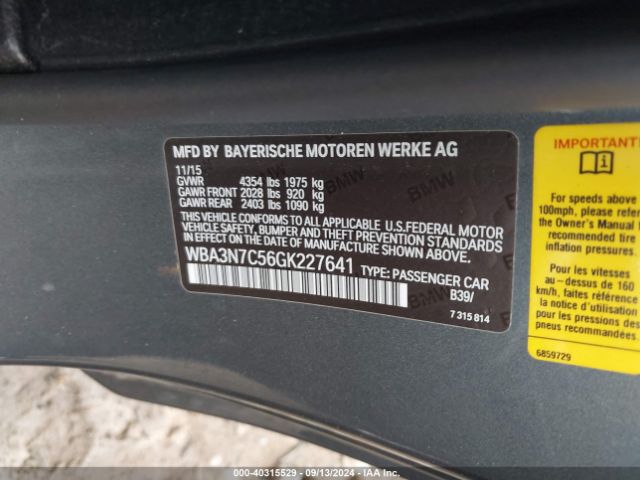 MFD BY BAYERISCHE MOTOREN WERKE AG
11/15
GVWR 4354 lbs 1975 kg
GAWR FRONT 2028 lbs 920 kg
GAWR REAR 2403 lbs 1090 kg
THIS VEHICLE CONFORMS TO ALL APPLICABLE U.S. FEDERAL MOTOR
VEHICLE SAFETY, BUMPER AND THEFT PREVENTION STANDARDS
IN EFFECT ON THE DATE OF MANUFACTURE SHOWN ABOVE.
WBA3N7C56GK227641 TYPE: PASSENGER CAR
B39/
7 315 814
IMPORTANT
For speeds above
100mph, please refer
the Owner's Manual
recommended tire
inflation pressures.
Pour les vitesses
au-dessus de 160
km/h, faites référence
la notice d'utilisation
pour les pressions des
pneus recommandées.
6859729
000-40315529 - 09/13/2024 - IAA Inc.